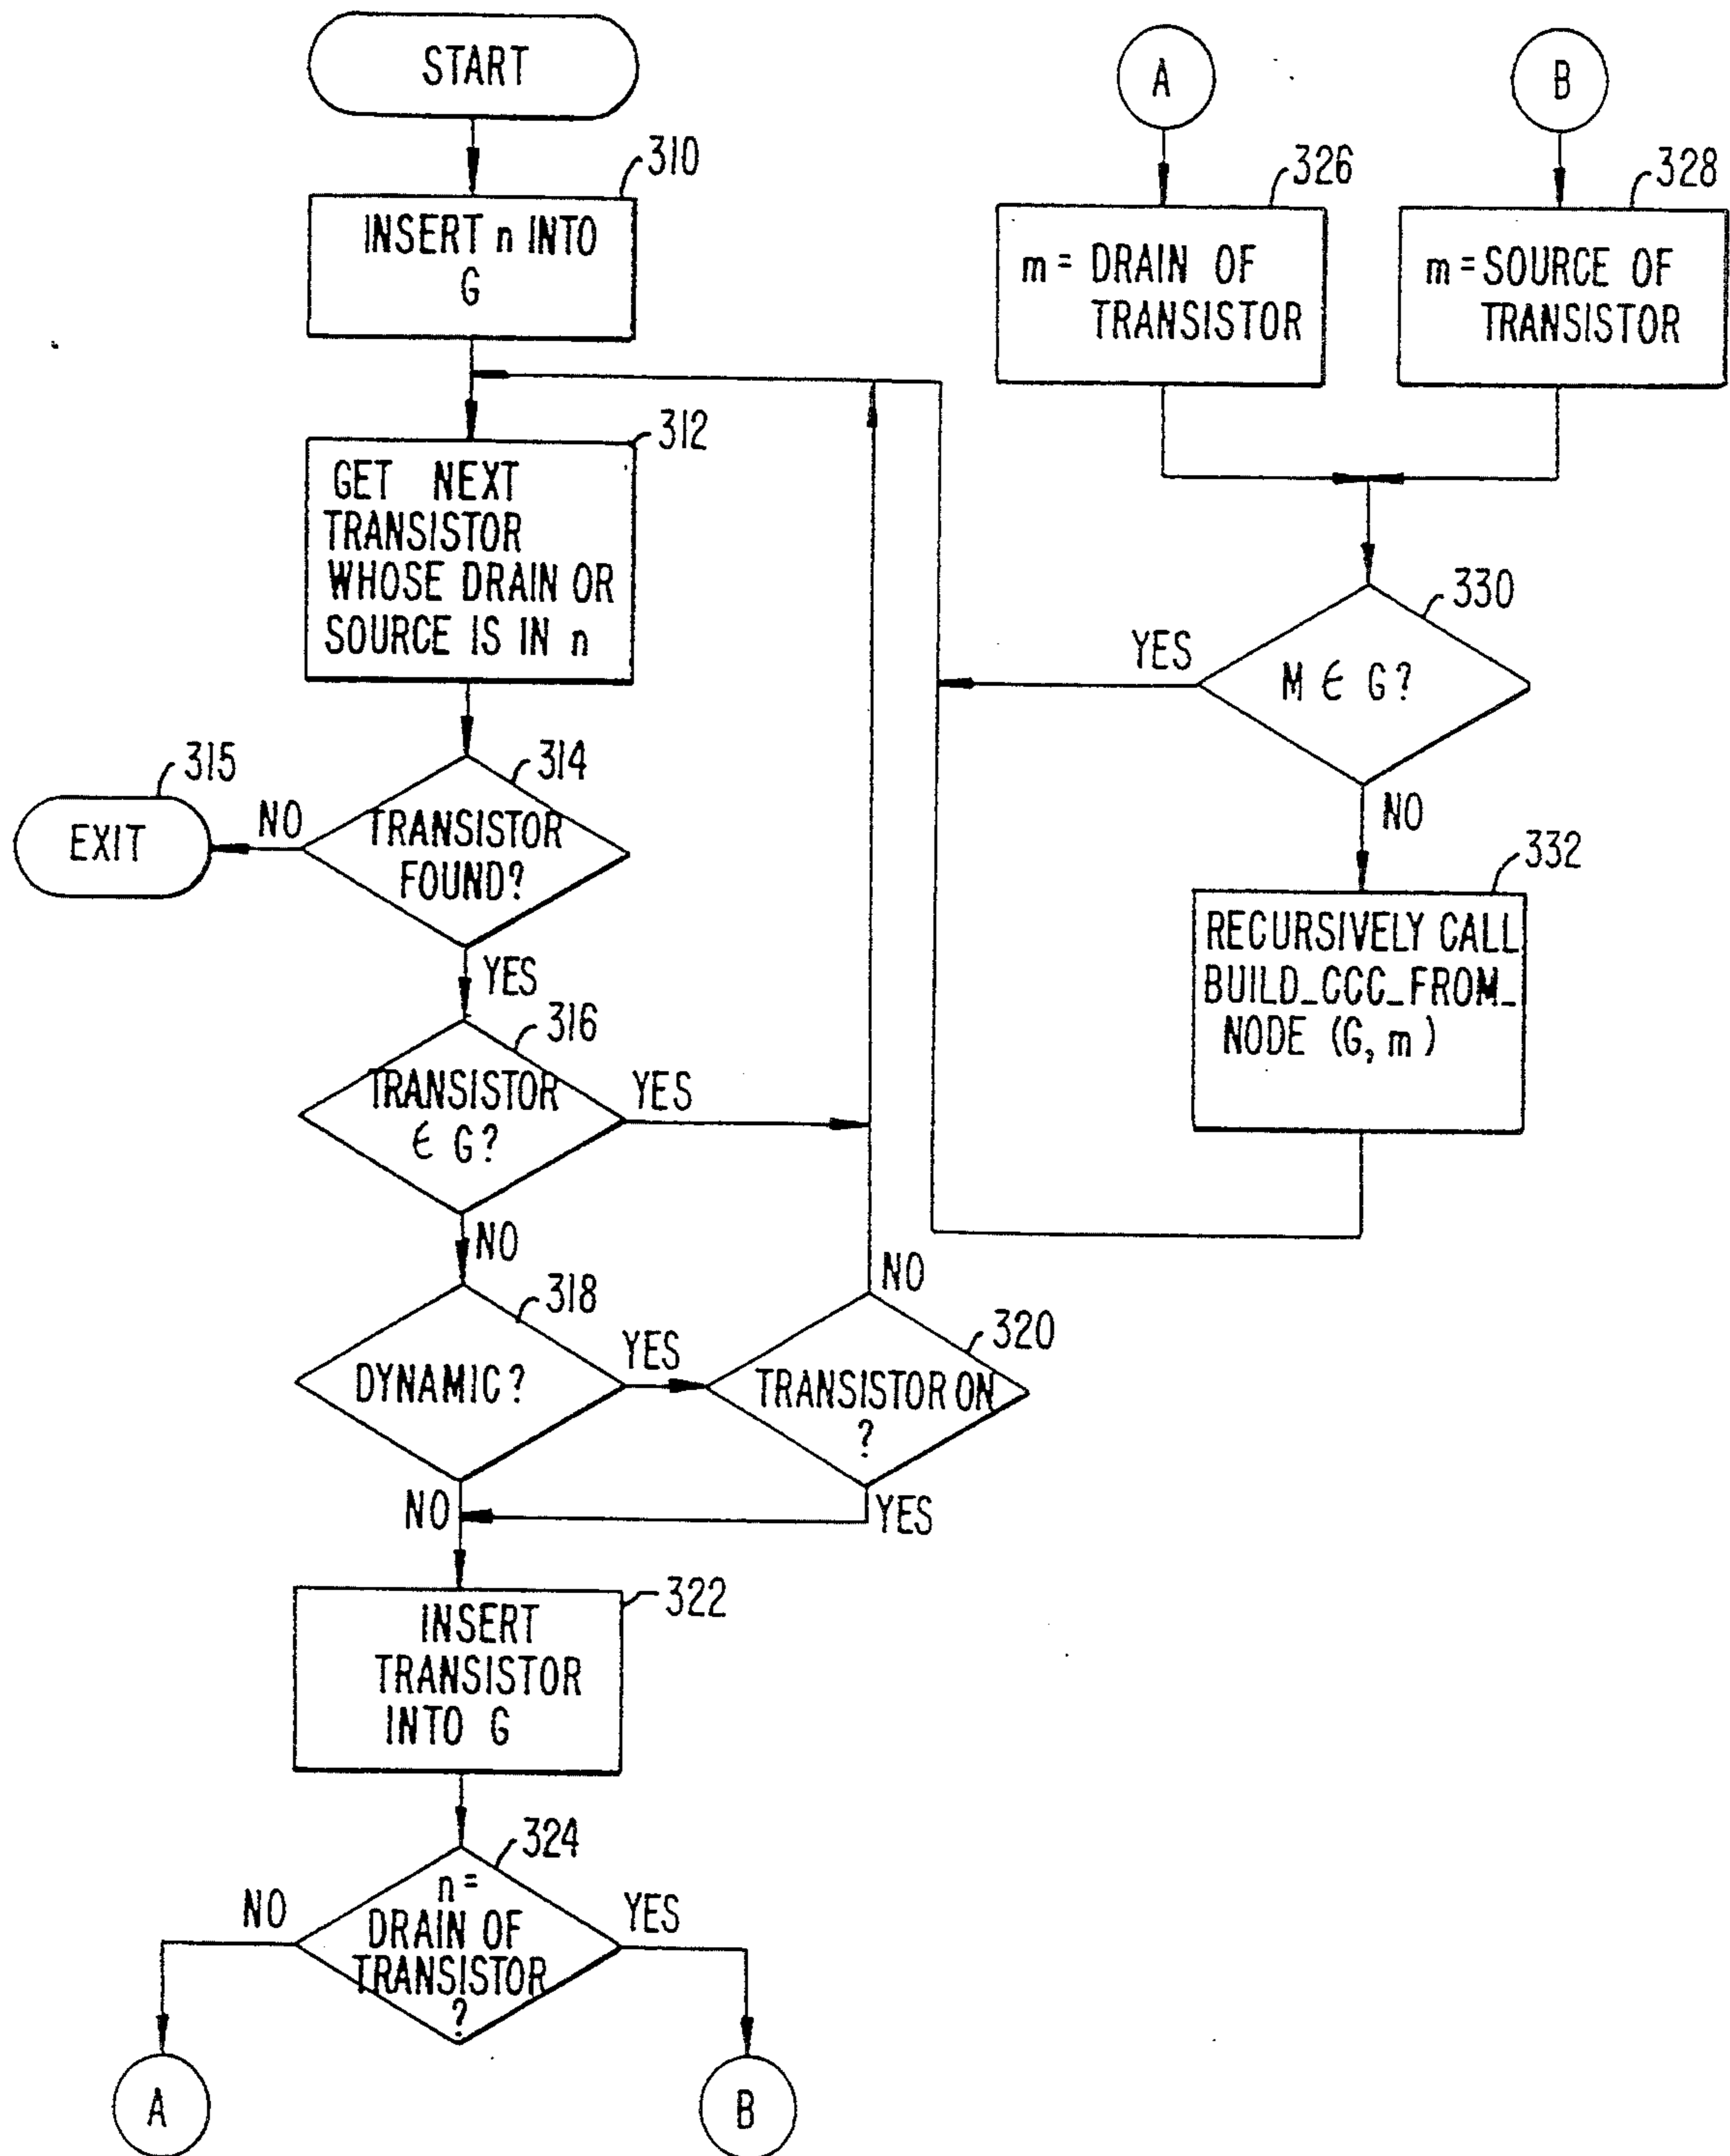 START
310
INSERT n INTO
G
312
GET NEXT
TRANSISTOR
WHOSE DRAIN OR
SOURCE IS IN n
314
TRANSISTOR
FOUND?
NO
315
EXIT
YES
316
TRANSISTOR
∈ G?
YES
NO
318
DYNAMIC?
YES
320
TRANSISTOR ON
?
NO
YES
NO
322
INSERT
TRANSISTOR
INTO G
324
n =
DRAIN OF
TRANSISTOR
?
NO
YES
A
B
A
B
326
m = DRAIN OF
TRANSISTOR
328
m = SOURCE OF
TRANSISTOR
330
M ∈ G?
YES
NO
332
RECURSIVELY CALL
BUILD_CCC_FROM_
NODE (G, m)